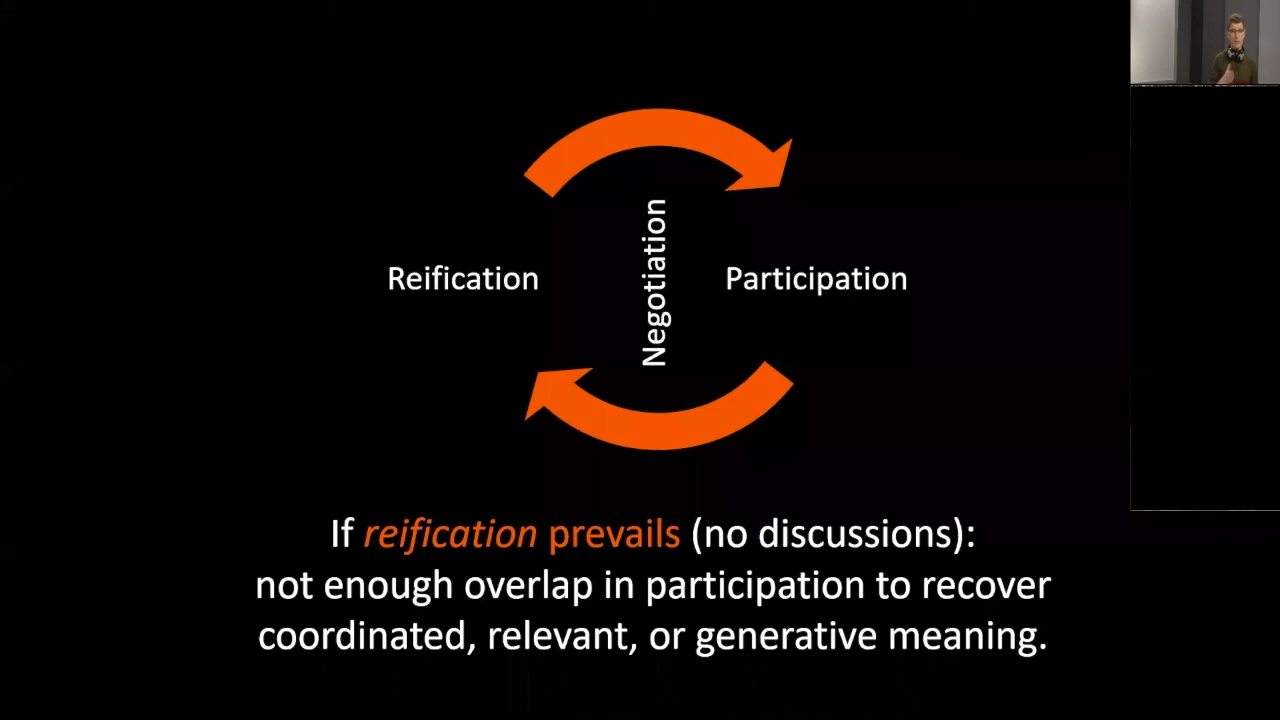 Reification
Negotiation
Participation
If reification prevails (no discussions):
not enough overlap in participation to recover
coordinated, relevant, or generative meaning.